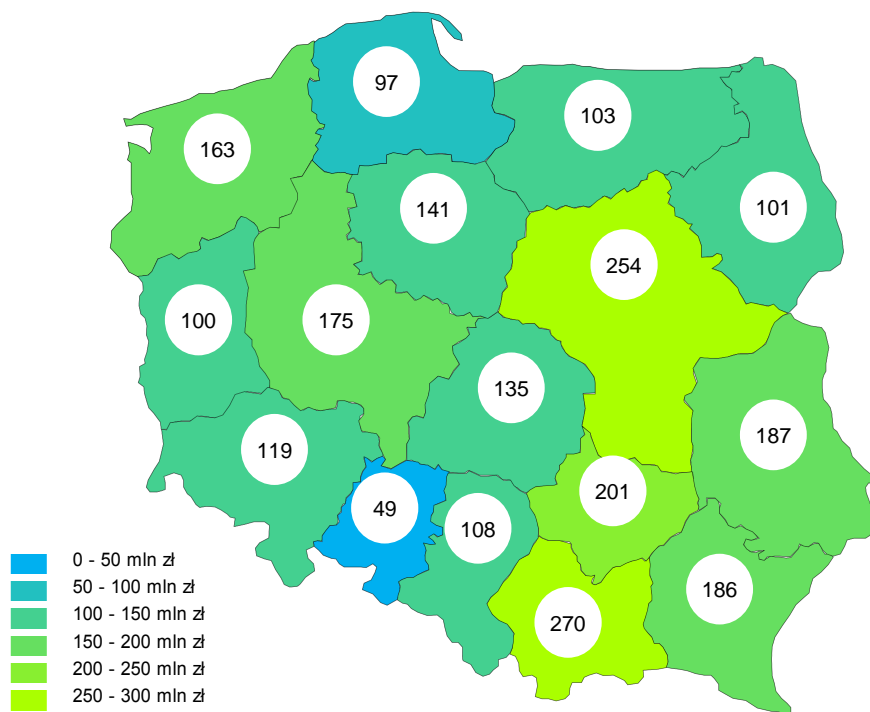 97
103
163
141
101
254
100
175
135
119
187
201
49
108
186
270
0 - 50 mln zł
50 - 100 mln zł
100 - 150 mln zł
150 - 200 mln zł
200 - 250 mln zł
250 - 300 mln zł